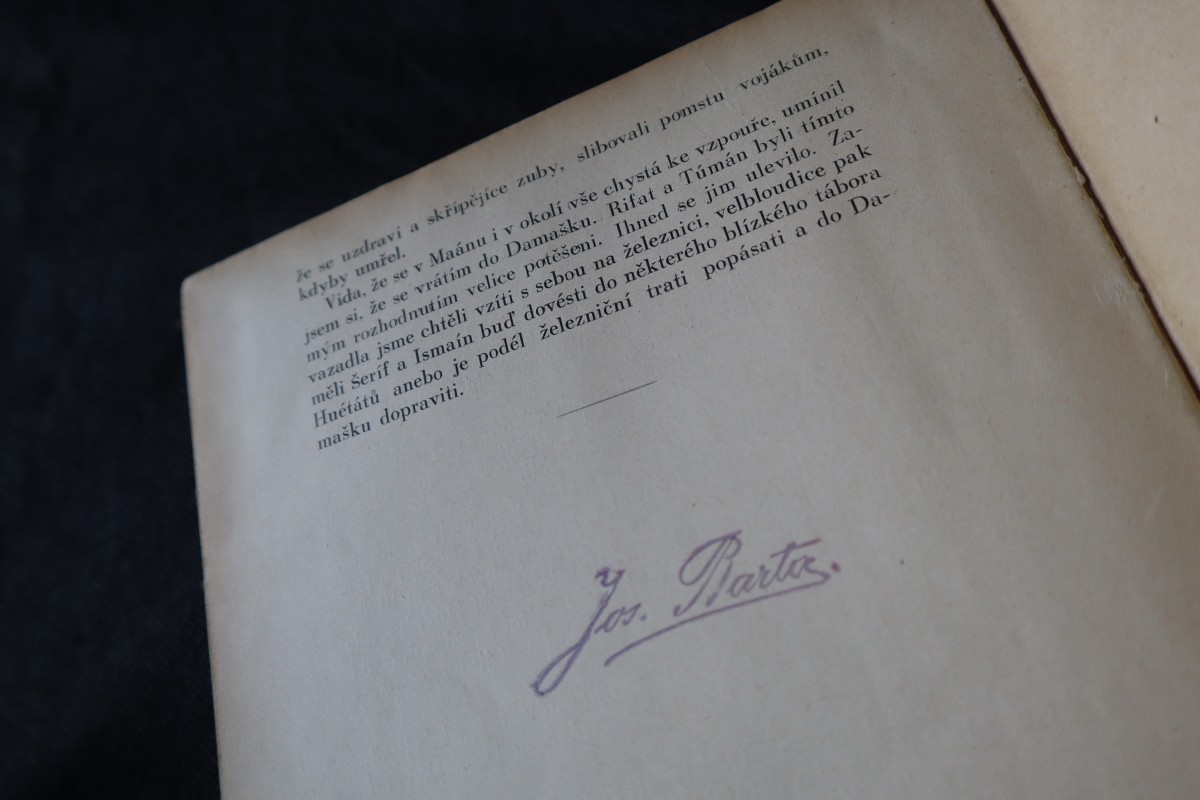 že se uzdraví a skřípějíce zuby, slibovali pomstu vojákům,
kdyby umřel.
Vida, že se v Maánu i v okolí vše chystá ke vzpouře, umínil
jsem si, že se vrátím do Damašku. Rifat a Túmán byli tímto
mým rozhodnutím velice potěšeni. Ihned se jim ulevilo. Za-
vazadla jsme chtěli vzíti s sebou na železnici, velbloudice pak
měli Šeríf a Ismaín buď dovésti do některého blízkého tábora
Huétátů anebo je podél železniční trati popásati a do Da-
mašku dopraviti.
Jos. Barta.